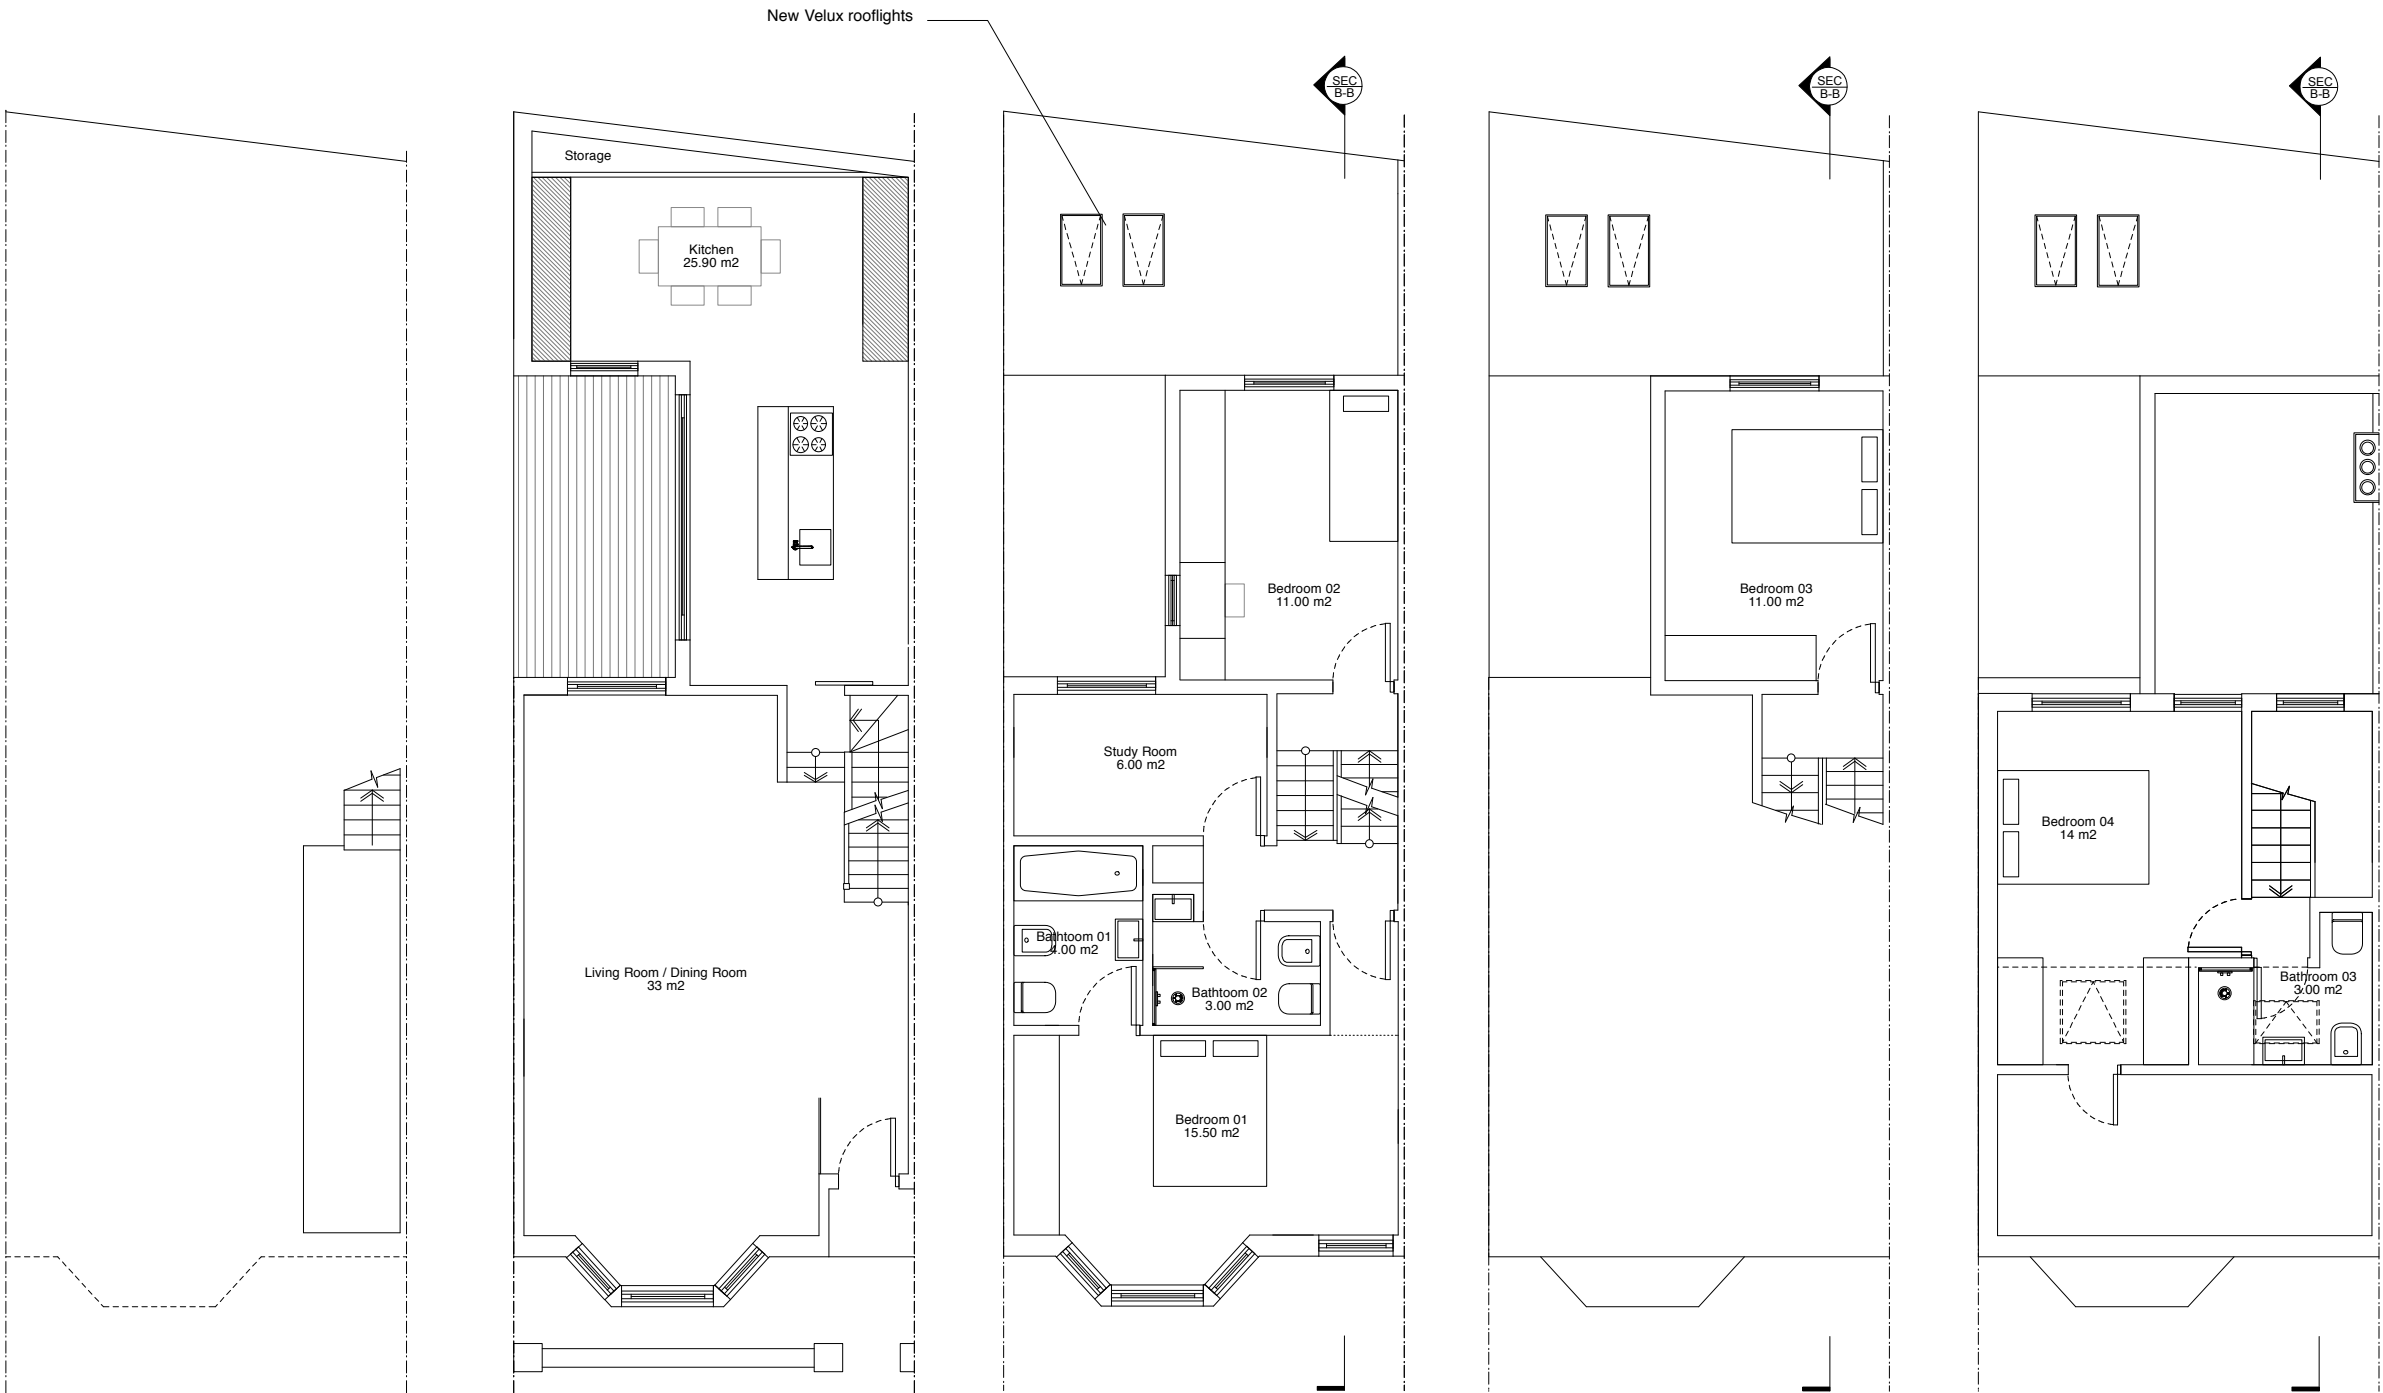 New Velux rooflights
SEC
B-B
SEC
B-B
SEC
B-B
Storage
Kitchen
25.90 m2
Bedroom 02
11.00 m2
Bedroom 03
11.00 m2
Study Room
6.00 m2
Bedroom 04
14 m2
Bathtoom 01
4.00 m2
Living Room / Dining Room
33 m2
Bathtoom 02
3.00 m2
Bathroom 03
3.00 m2
Bedroom 01
15.50 m2